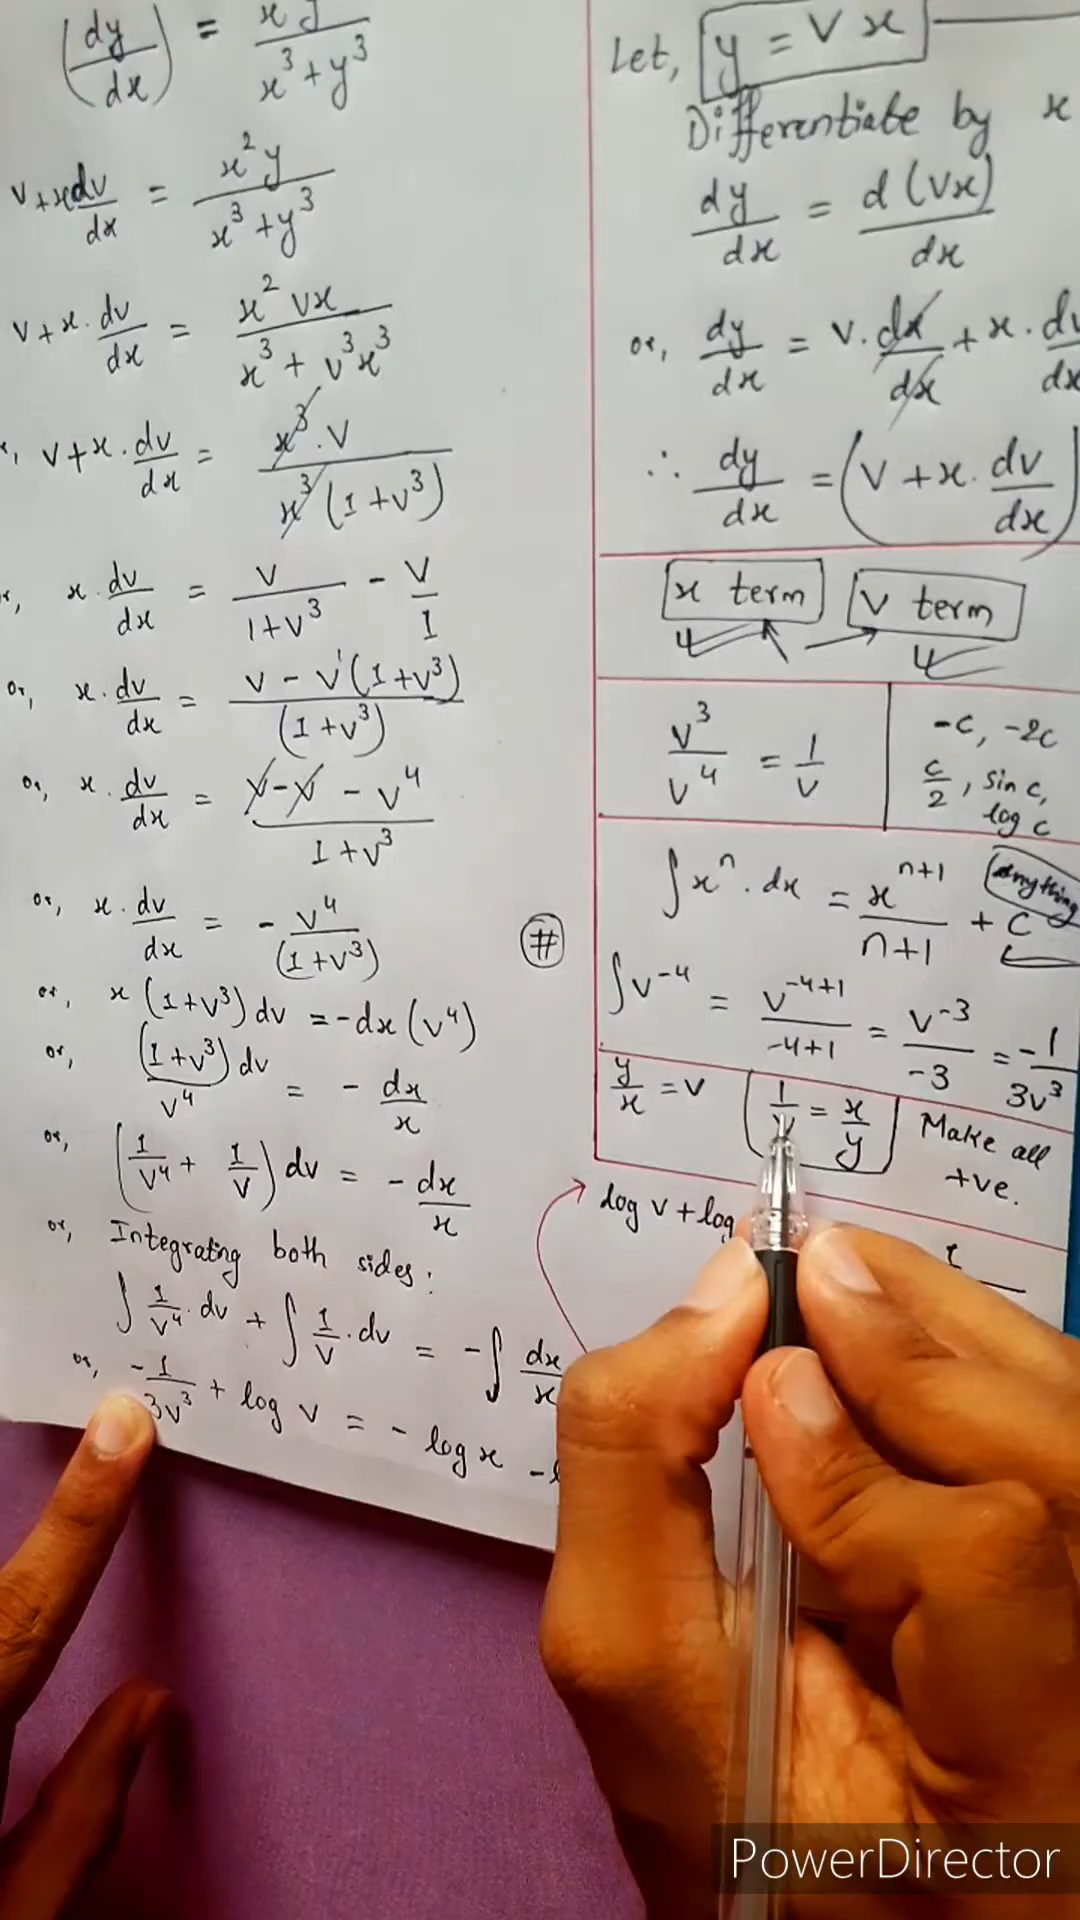 (dy/dx) =
x³+y³
v+xdv/dx = x²y/x³+y³
v+x.dv/dx = x²vx/x³+v³x³
v+x.dv/dx = x³.v/x³(1+v³)
x.dv/dx = v/1+v³ - v/1
or, x.dv/dx = v - v(1+v³)/(1+v³)
or, x.dv/dx = v-v-v⁴/1+v³
or, x.dv/dx = -v⁴/(1+v³)
or, x(1+v³)dv = -dx(v⁴)
or, (1+v³)dv/v⁴ = -dx/x
or, (1/v⁴ + 1/v)dv = -dx/x
or, Integrating both sides:
∫1/v⁴.dv + ∫1/v.dv = -∫dx/x
or, -1/3v³ + log v = - log x -
Let, y = vx
Differentiate by x
dy/dx = d(vx)/dx
or, dy/dx = v.dx/dx + x.dv/dx
∴ dy/dx = (v+x.dv/dx)
x term v term
v³/v⁴ = 1/v
-c, -2c
c/2, sin c,
log c
#
∫xⁿ.dx = xⁿ⁺¹/n+1 + c
anything
∫v⁻⁴ = v⁻⁴⁺¹/-4+1 = v⁻³/-3 = -1/3v³
y/x = v
1/v = x/y
Make all
+ve.
log v + log
PowerDirector